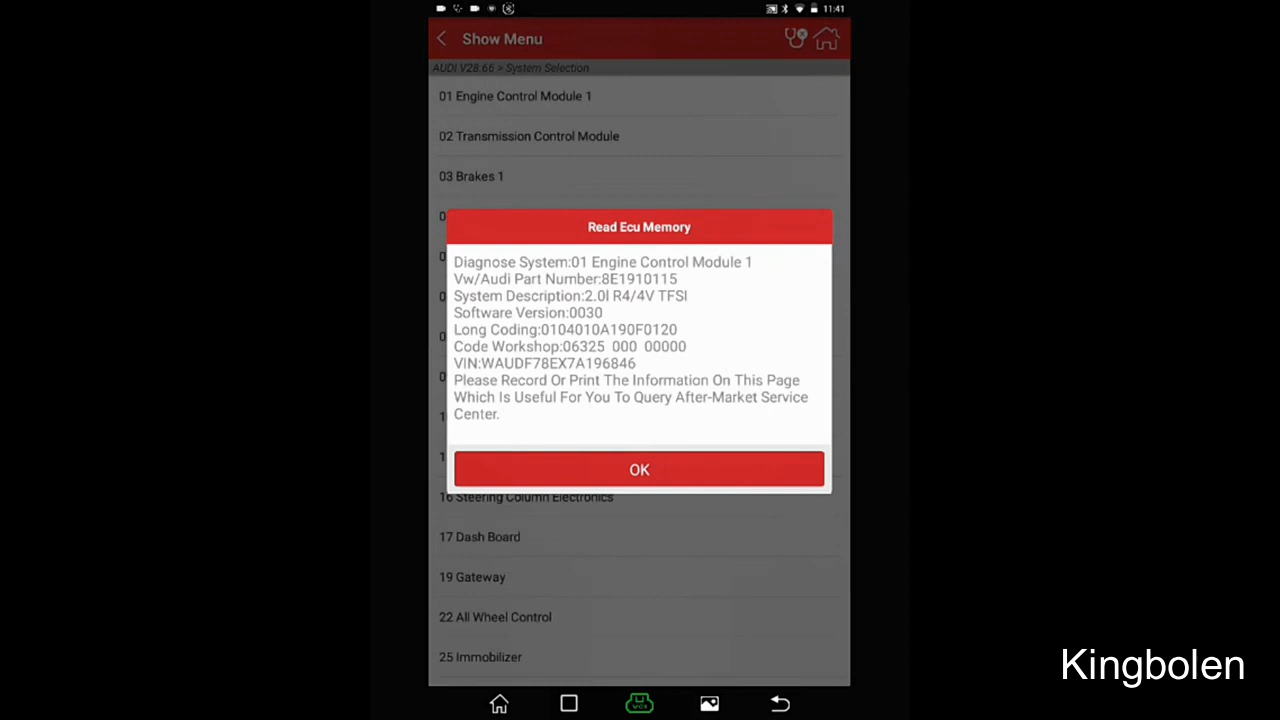 11:41
Show Menu
AUDI V28.66 > System Selection
01 Engine Control Module 1
02 Transmission Control Module
03 Brakes 1
Read Ecu Memory
Diagnose System:01 Engine Control Module 1
Vw/Audi Part Number:8E1910115
System Description:2.0l R4/4V TFSI
Software Version:0030
Long Coding:0104010A190F0120
Code Workshop:06325 000 00000
VIN:WAUDF78EX7A196846
Please Record Or Print The Information On This Page
Which Is Useful For You To Query After-Market Service
Center.
OK
16 Steering Column Electronics
17 Dash Board
19 Gateway
22 All Wheel Control
25 Immobilizer
VCI
Kingbolen